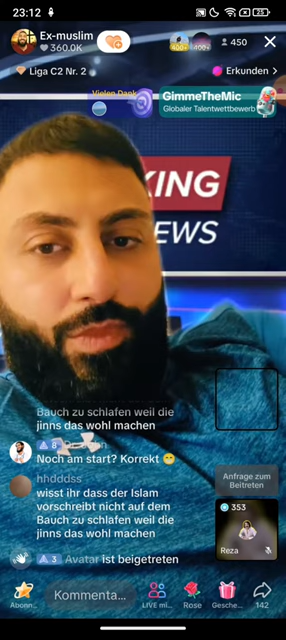 23:12
25
Ex-muslim
360.0K
400+
400+
450
Liga C2 Nr. 2
Erkunden >
Vielen Dank
GimmeTheMic
Globaler Talentwettbewerb
KING
EWS
Bauch zu schlafen weil die
jinns das wohl machen
8
Noch am start? Korrekt 😁
hhdddss
wisst ihr dass der Islam
vorschreibt nicht auf dem
Bauch zu schlafen weil die
jinns das wohl machen
3 Avatar ist beigetreten
Anfrage zum
Beitreten
353
Reza
Kommenta...
Abonn...
LIVE mi...
Rose
Gesche...
142